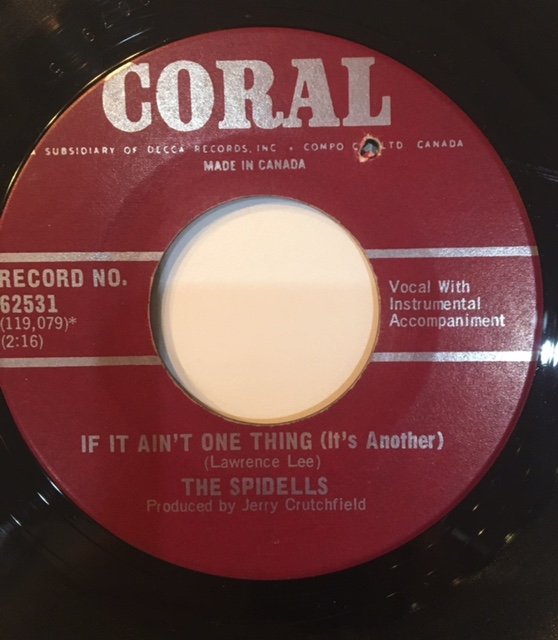 CORAL
A SUBSIDIARY OF DECCA RECORDS, INC • COMPO LTD CANADA
MADE IN CANADA
RECORD NO.
62531
(119,079)*
(2:16)
Vocal With
Instrumental
Accompaniment
IF IT AIN'T ONE THING (It's Another)
(Lawrence Lee)
THE SPIDELLS
Produced by Jerry Crutchfield